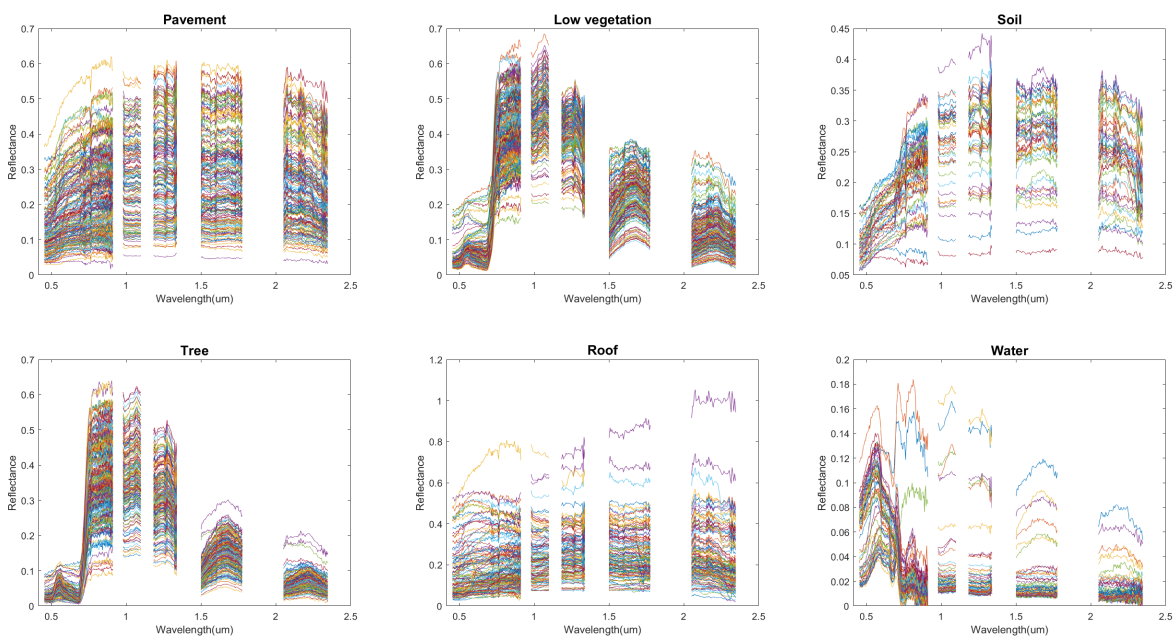 Pavement
0.7
0.6
0.5
0.4
0.3
0.2
0.1
0
Reflectance
0.5 1 1.5 2 2.5
Wavelength(um)
Low vegetation
0.7
0.6
0.5
0.4
0.3
0.2
0.1
0
Reflectance
0.5 1 1.5 2 2.5
Wavelength(um)
Soil
0.45
0.4
0.35
0.3
0.25
0.2
0.15
0.1
0.05
Reflectance
0.5 1 1.5 2 2.5
Wavelength(um)
Tree
0.7
0.6
0.5
0.4
0.3
0.2
0.1
0
Reflectance
0.5 1 1.5 2 2.5
Wavelength(um)
Roof
1.2
1
0.8
0.6
0.4
0.2
0
Reflectance
0.5 1 1.5 2 2.5
Wavelength(um)
Water
0.2
0.18
0.16
0.14
0.12
0.1
0.08
0.06
0.04
0.02
0
Reflectance
0.5 1 1.5 2 2.5
Wavelength(um)